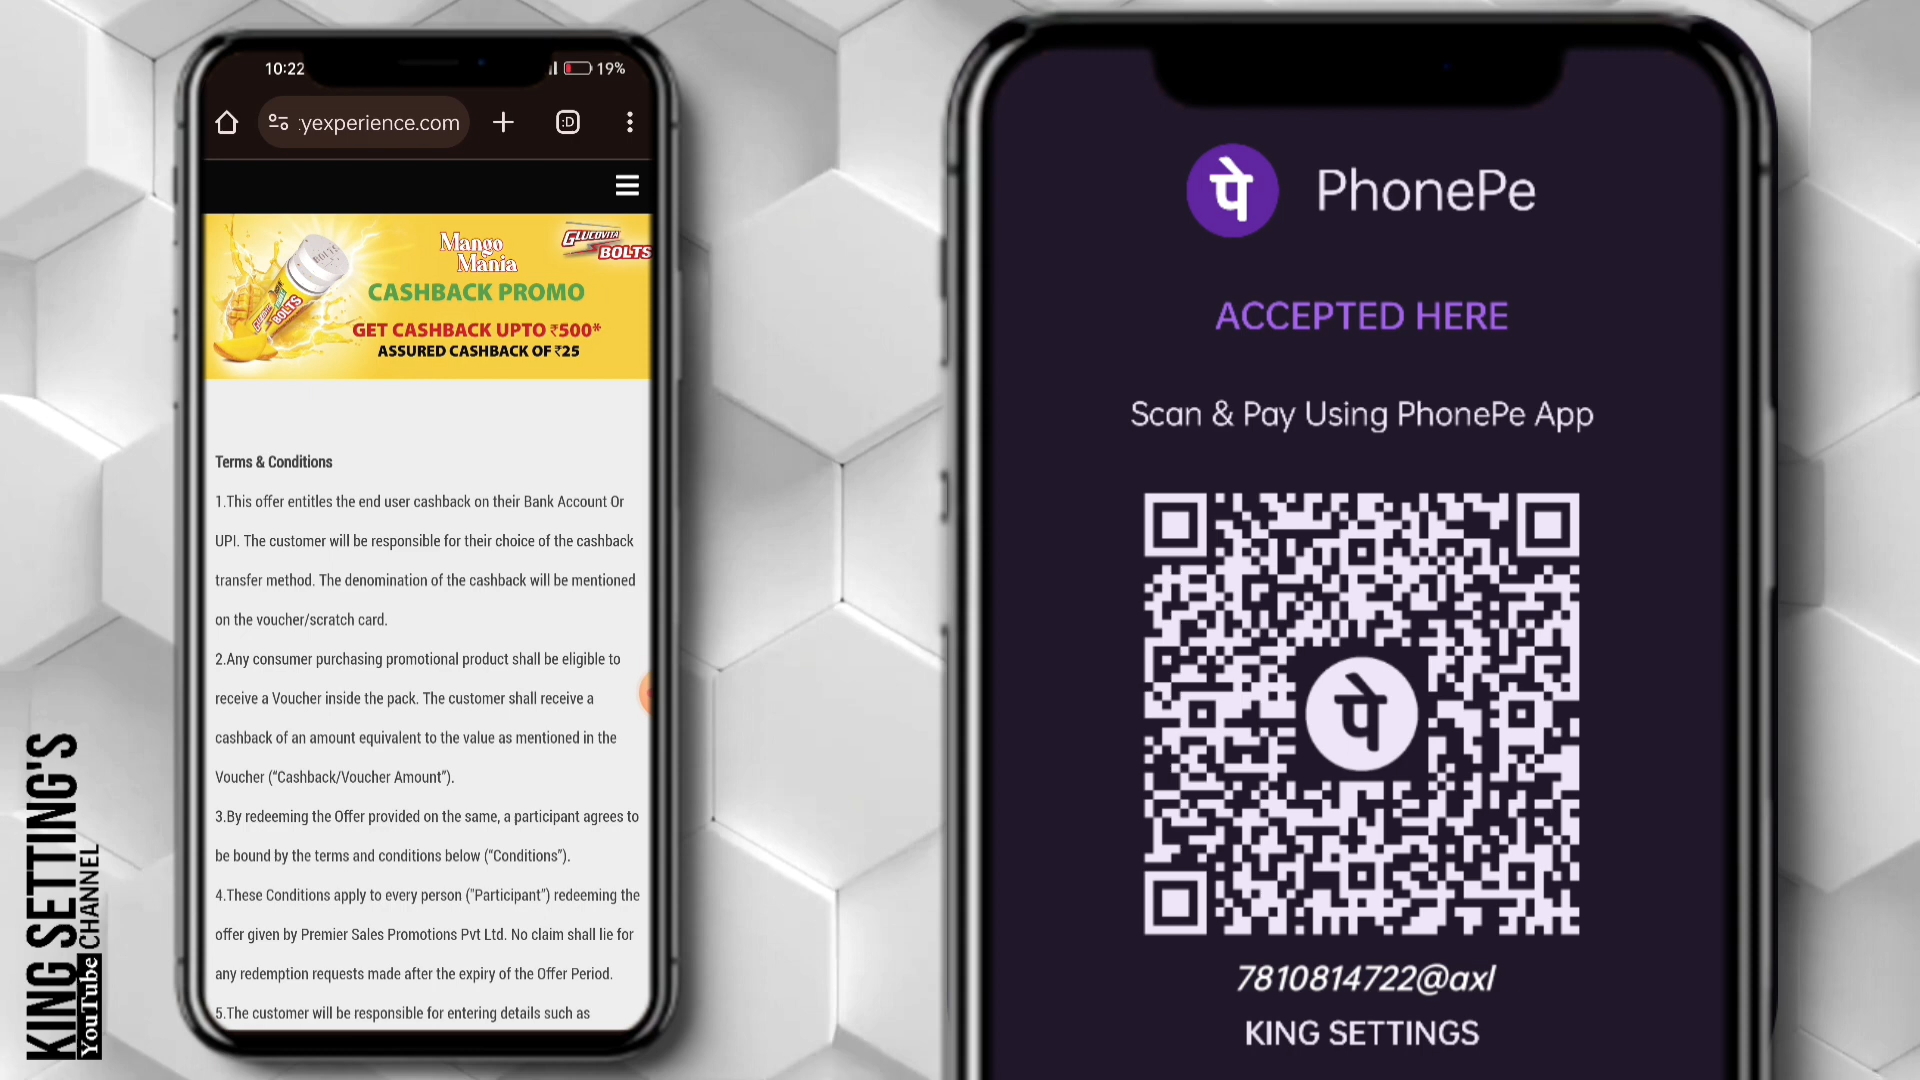 10:22
19%
:yexperience.com
:D
Mango
Mania
GLUCOVITA
BOLTS
CASHBACK PROMO
GET CASHBACK UPTO ₹500*
ASSURED CASHBACK OF ₹25
BOLTS
Terms & Conditions
1.This offer entitles the end user cashback on their Bank Account Or
UPI. The customer will be responsible for their choice of the cashback
transfer method. The denomination of the cashback will be mentioned
on the voucher/scratch card.
2.Any consumer purchasing promotional product shall be eligible to
receive a Voucher inside the pack. The customer shall receive a
cashback of an amount equivalent to the value as mentioned in the
Voucher (“Cashback/Voucher Amount”).
3.By redeeming the Offer provided on the same, a participant agrees to
be bound by the terms and conditions below (“Conditions”).
4.These Conditions apply to every person ("Participant") redeeming the
offer given by Premier Sales Promotions Pvt Ltd. No claim shall lie for
any redemption requests made after the expiry of the Offer Period.
5.The customer will be responsible for entering details such as
पे PhonePe
ACCEPTED HERE
Scan & Pay Using PhonePe App
पे
7810814722@axl
KING SETTINGS
KING SETTING'S
YouTube CHANNEL